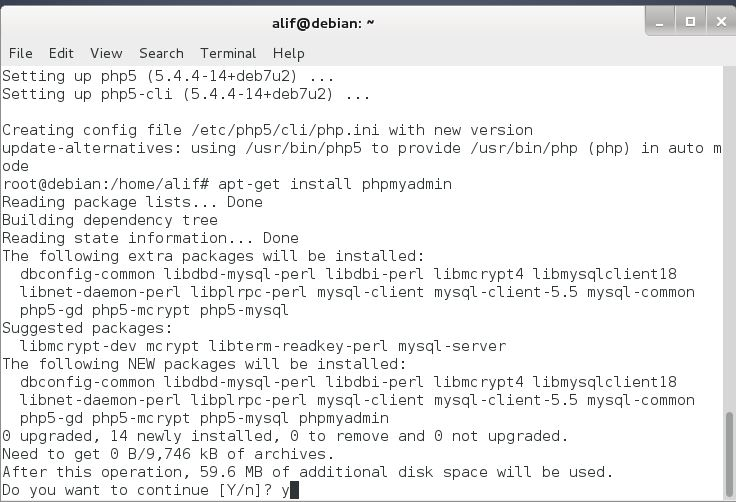 alif@debian: ~
File Edit View Search Terminal Help
Setting up php5 (5.4.4-14+deb7u2) ...
Setting up php5-cli (5.4.4-14+deb7u2) ...
Creating config file /etc/php5/cli/php.ini with new version
update-alternatives: using /usr/bin/php5 to provide /usr/bin/php (php) in auto m
ode
root@debian:/home/alif# apt-get install phpmyadmin
Reading package lists... Done
Building dependency tree
Reading state information... Done
The following extra packages will be installed:
  dbconfig-common libdbd-mysql-perl libdbi-perl libmcrypt4 libmysqlclient18
  libnet-daemon-perl libplrpc-perl mysql-client mysql-client-5.5 mysql-common
  php5-gd php5-mcrypt php5-mysql
Suggested packages:
  libmcrypt-dev mcrypt libterm-readkey-perl mysql-server
The following NEW packages will be installed:
  dbconfig-common libdbd-mysql-perl libdbi-perl libmcrypt4 libmysqlclient18
  libnet-daemon-perl libplrpc-perl mysql-client mysql-client-5.5 mysql-common
  php5-gd php5-mcrypt php5-mysql phpmyadmin
0 upgraded, 14 newly installed, 0 to remove and 0 not upgraded.
Need to get 0 B/9,746 kB of archives.
After this operation, 59.6 MB of additional disk space will be used.
Do you want to continue [Y/n]? y